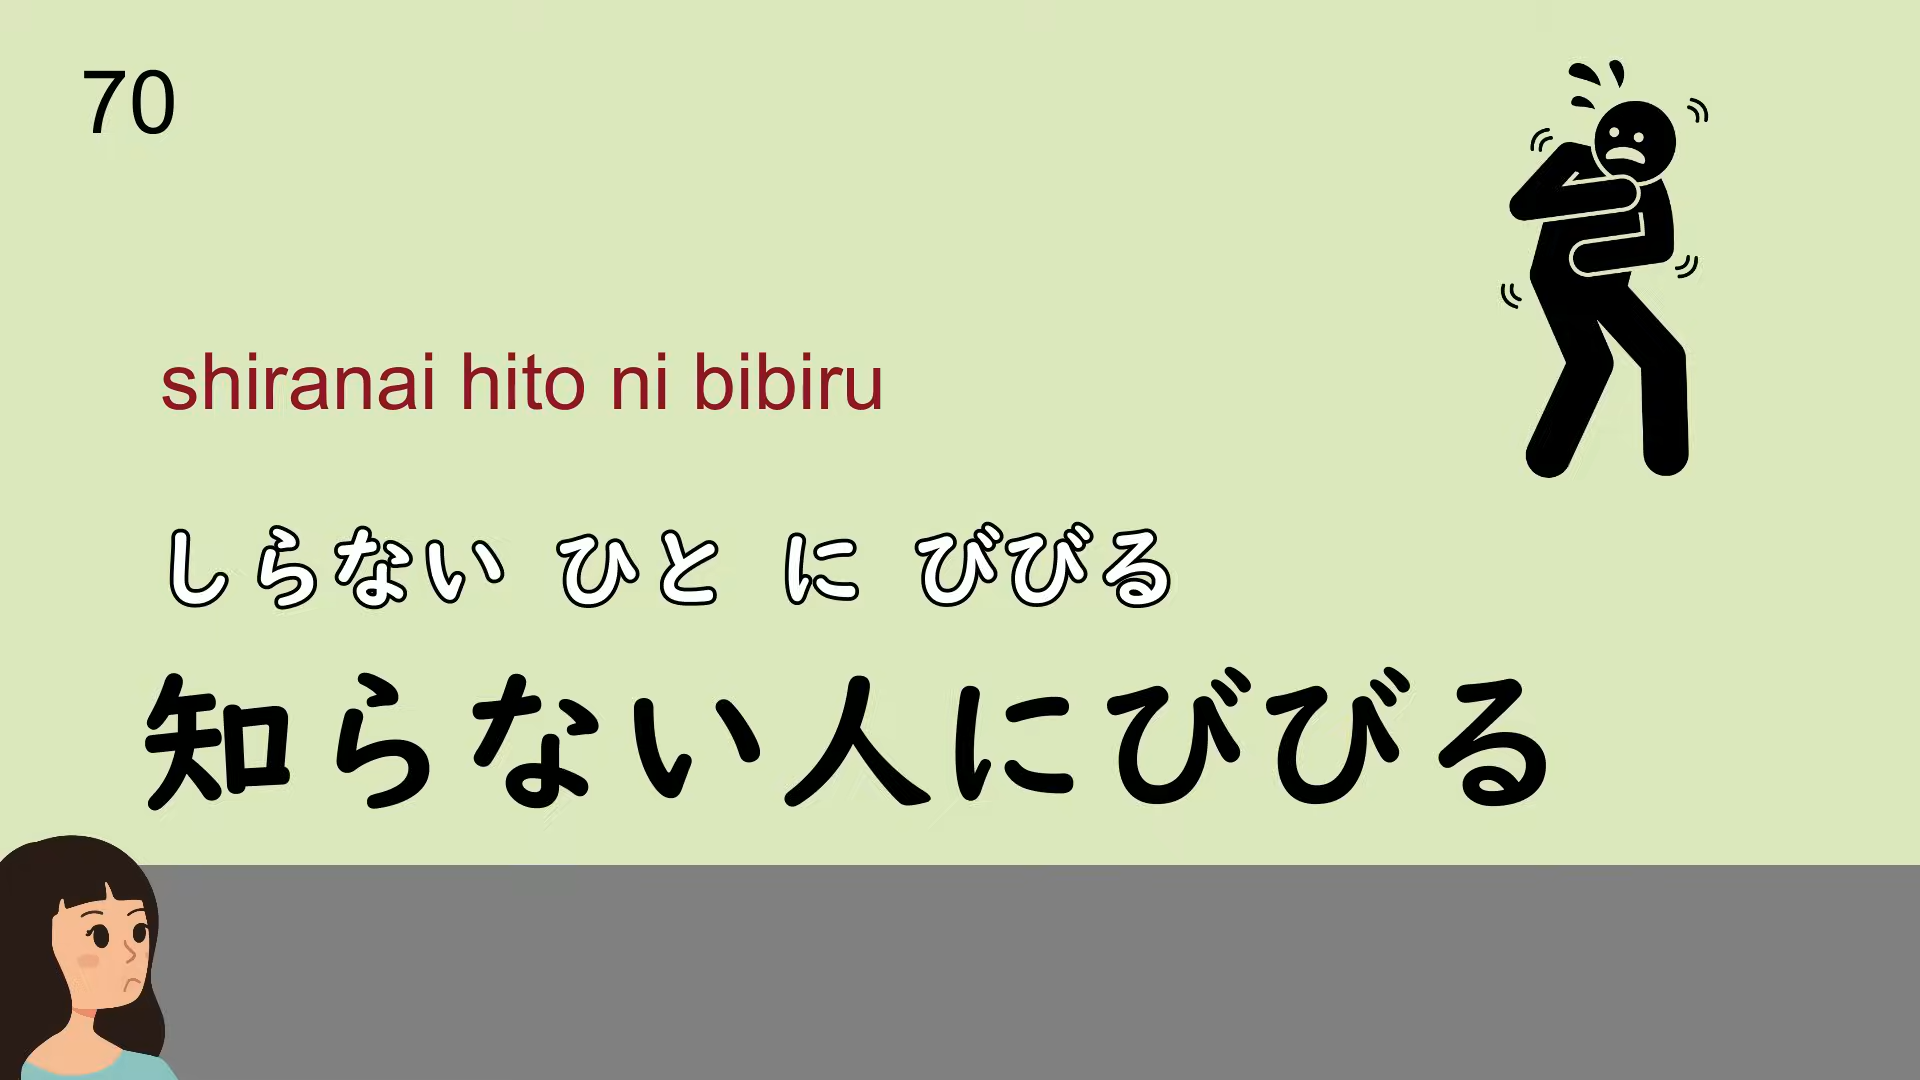 70
shiranai hito ni bibiru
しらない ひと に びびる
知らない人にびびる